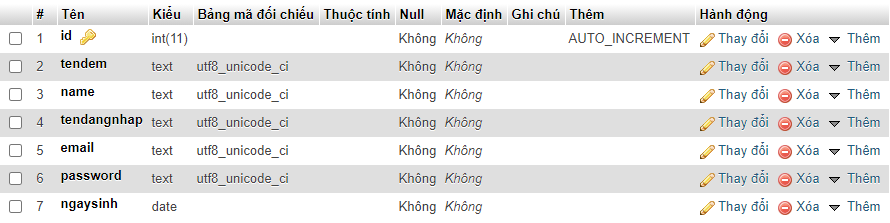 # Tên Kiểu Bảng mã đối chiếu Thuộc tính Null Mặc định Ghi chú Thêm Hành động
1 id int(11) Không Không AUTO_INCREMENT Thay đổi Xóa Thêm
2 tendem text utf8_unicode_ci Không Không Thay đổi Xóa Thêm
3 name text utf8_unicode_ci Không Không Thay đổi Xóa Thêm
4 tendangnhap text utf8_unicode_ci Không Không Thay đổi Xóa Thêm
5 email text utf8_unicode_ci Không Không Thay đổi Xóa Thêm
6 password text utf8_unicode_ci Không Không Thay đổi Xóa Thêm
7 ngaysinh date Không Không Thay đổi Xóa Thêm